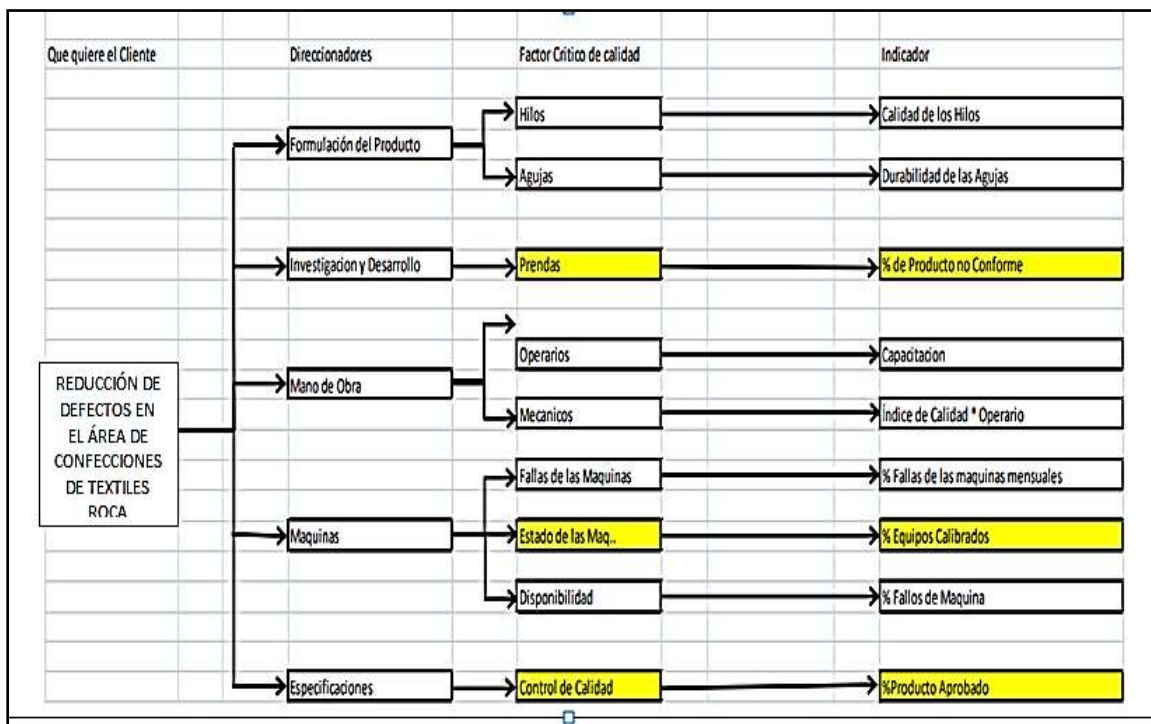 Que quiere el Cliente
Direccionadores
Factor Critico de calidad
Indicador
Hilos
Calidad de los Hilos
Formulación del Producto
Agujas
Durabilidad de las Agujas
Investigacion y Desarrollo
Prendas
% de Producto no Conforme
Operarios
Capacitacion
REDUCCIÓN DE
DEFECTOS EN
EL ÁREA DE
CONFECCIONES
DE TEXTILES
ROCA
Mano de Obra
Mecanicos
Índice de Calidad * Operario
Fallas de las Maquinas
% Fallas de las maquinas mensuales
Maquinas
Estado de las Maq..
% Equipos Calibrados
Disponibilidad
% Fallos de Maquina
Especificaciones
Control de Calidad
%Producto Aprobado